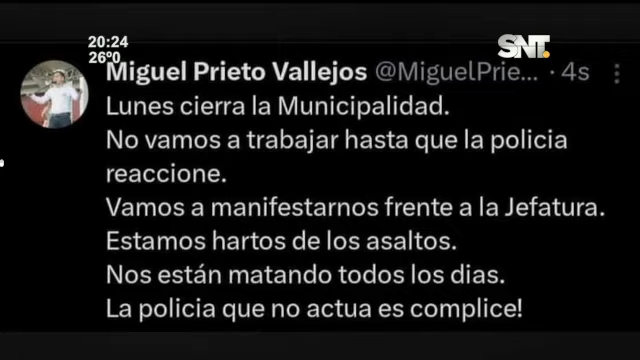 20:24
26º0
SNT.
Miguel Prieto Vallejos @MiguelPrie... · 4s
Lunes cierra la Municipalidad.
No vamos a trabajar hasta que la policia
reaccione.
Vamos a manifestarnos frente a la Jefatura.
Estamos hartos de los asaltos.
Nos están matando todos los dias.
La policia que no actua es complice!